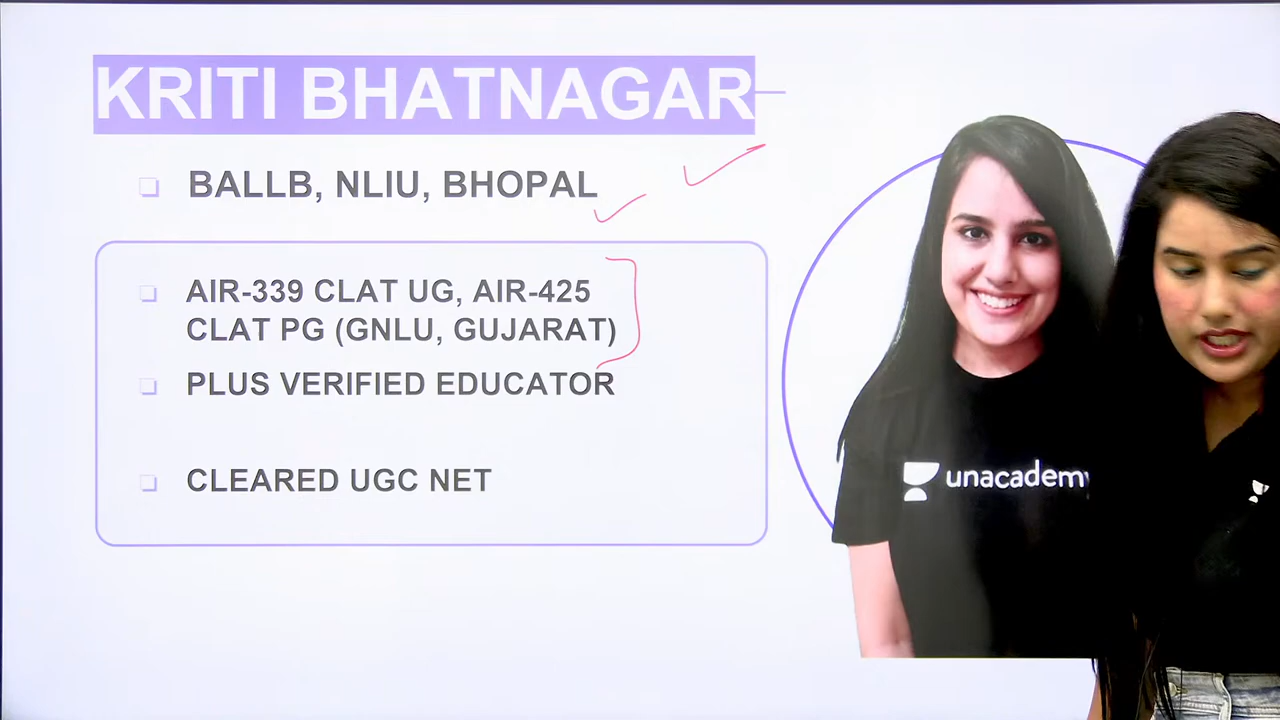 KRITI BHATNAGAR
BALLB, NLIU, BHOPAL
AIR-339 CLAT UG, AIR-425
CLAT PG (GNLU, GUJARAT)
PLUS VERIFIED EDUCATOR
CLEARED UGC NET
unacademy